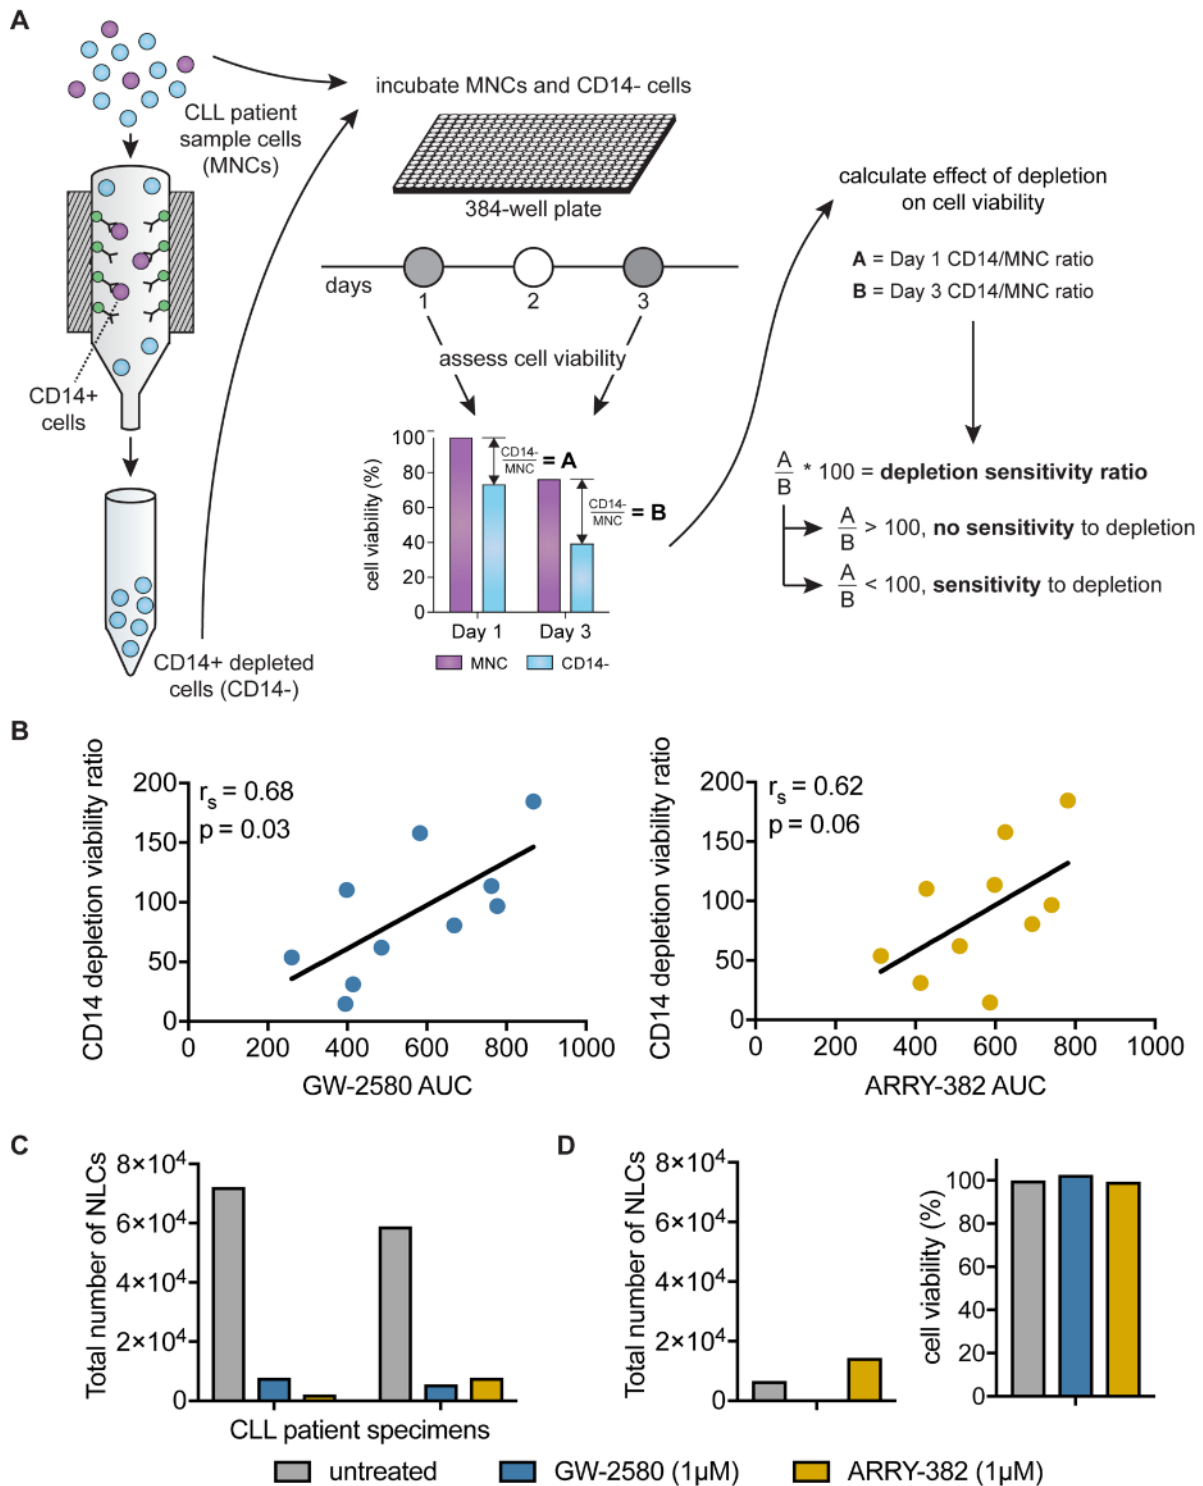 A
CLL patient
sample cells
(MNCs)
CD14+
cells
CD14+ depleted
cells (CD14-)
incubate MNCs and CD14- cells
384-well plate
days
1 2 3
assess cell viability
cell viability (%)
100
80
60
40
20
0
CD14-
MNC
= A
CD14-
MNC
= B
Day 1 Day 3
MNC CD14-
calculate effect of depletion
on cell viability
A = Day 1 CD14/MNC ratio
B = Day 3 CD14/MNC ratio
A
B
* 100 = depletion sensitivity ratio
A
B
> 100, no sensitivity to depletion
A
B
< 100, sensitivity to depletion
B
CD14 depletion viability ratio
200
150
100
50
0
rs = 0.68
p = 0.03
0 200 400 600 800 1000
GW-2580 AUC
CD14 depletion viability ratio
200
150
100
50
0
rs = 0.62
p = 0.06
0 200 400 600 800 1000
ARRY-382 AUC
C
Total number of NLCs
8×10⁴
6×10⁴
4×10⁴
2×10⁴
0
CLL patient specimens
D
Total number of NLCs
8×10⁴
6×10⁴
4×10⁴
2×10⁴
0
cell viability (%)
100
80
60
40
20
0
untreated GW-2580 (1µM) ARRY-382 (1µM)